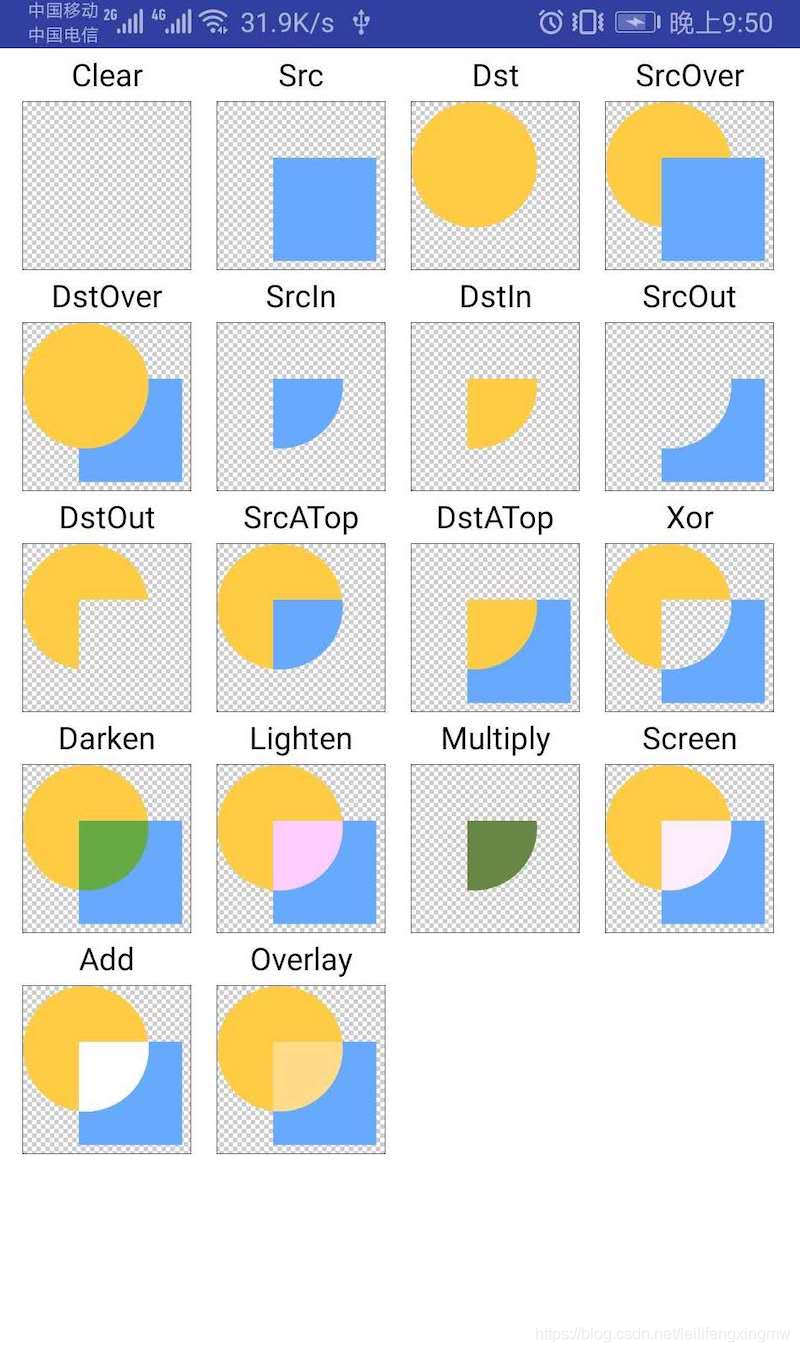 中国移动 2G 4G 31.9K/s 晚上9:50
中国电信
Clear Src Dst SrcOver
DstOver SrcIn DstIn SrcOut
DstOut SrcATop DstATop Xor
Darken Lighten Multiply Screen
Add Overlay
https://blog.csdn.net/leilifengxingmw